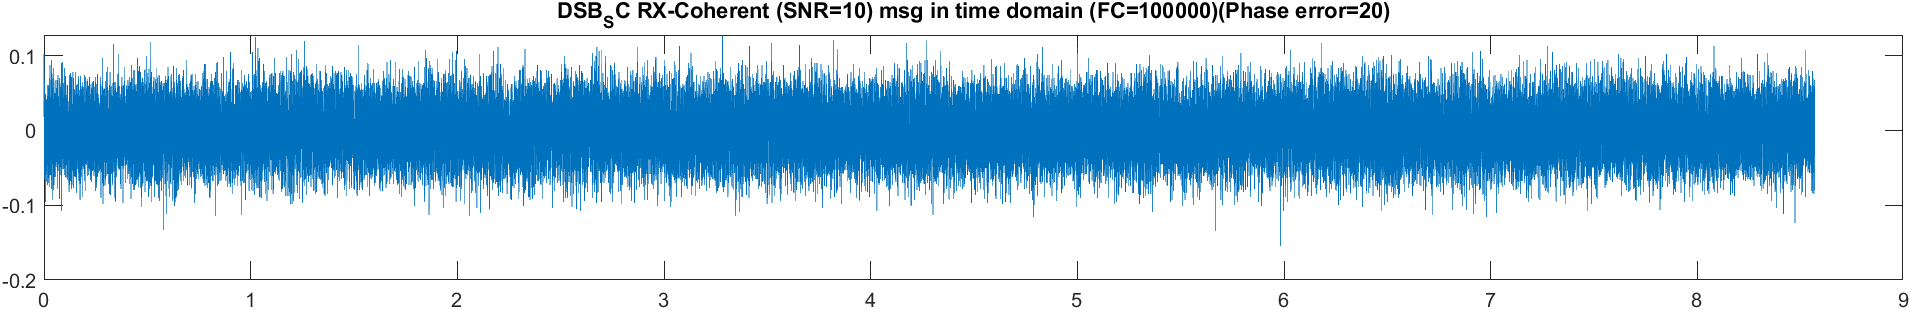 DSB_SC RX-Coherent (SNR=10) msg in time domain (FC=100000)(Phase error=20)
0.1
0
-0.1
-0.2
0 1 2 3 4 5 6 7 8 9